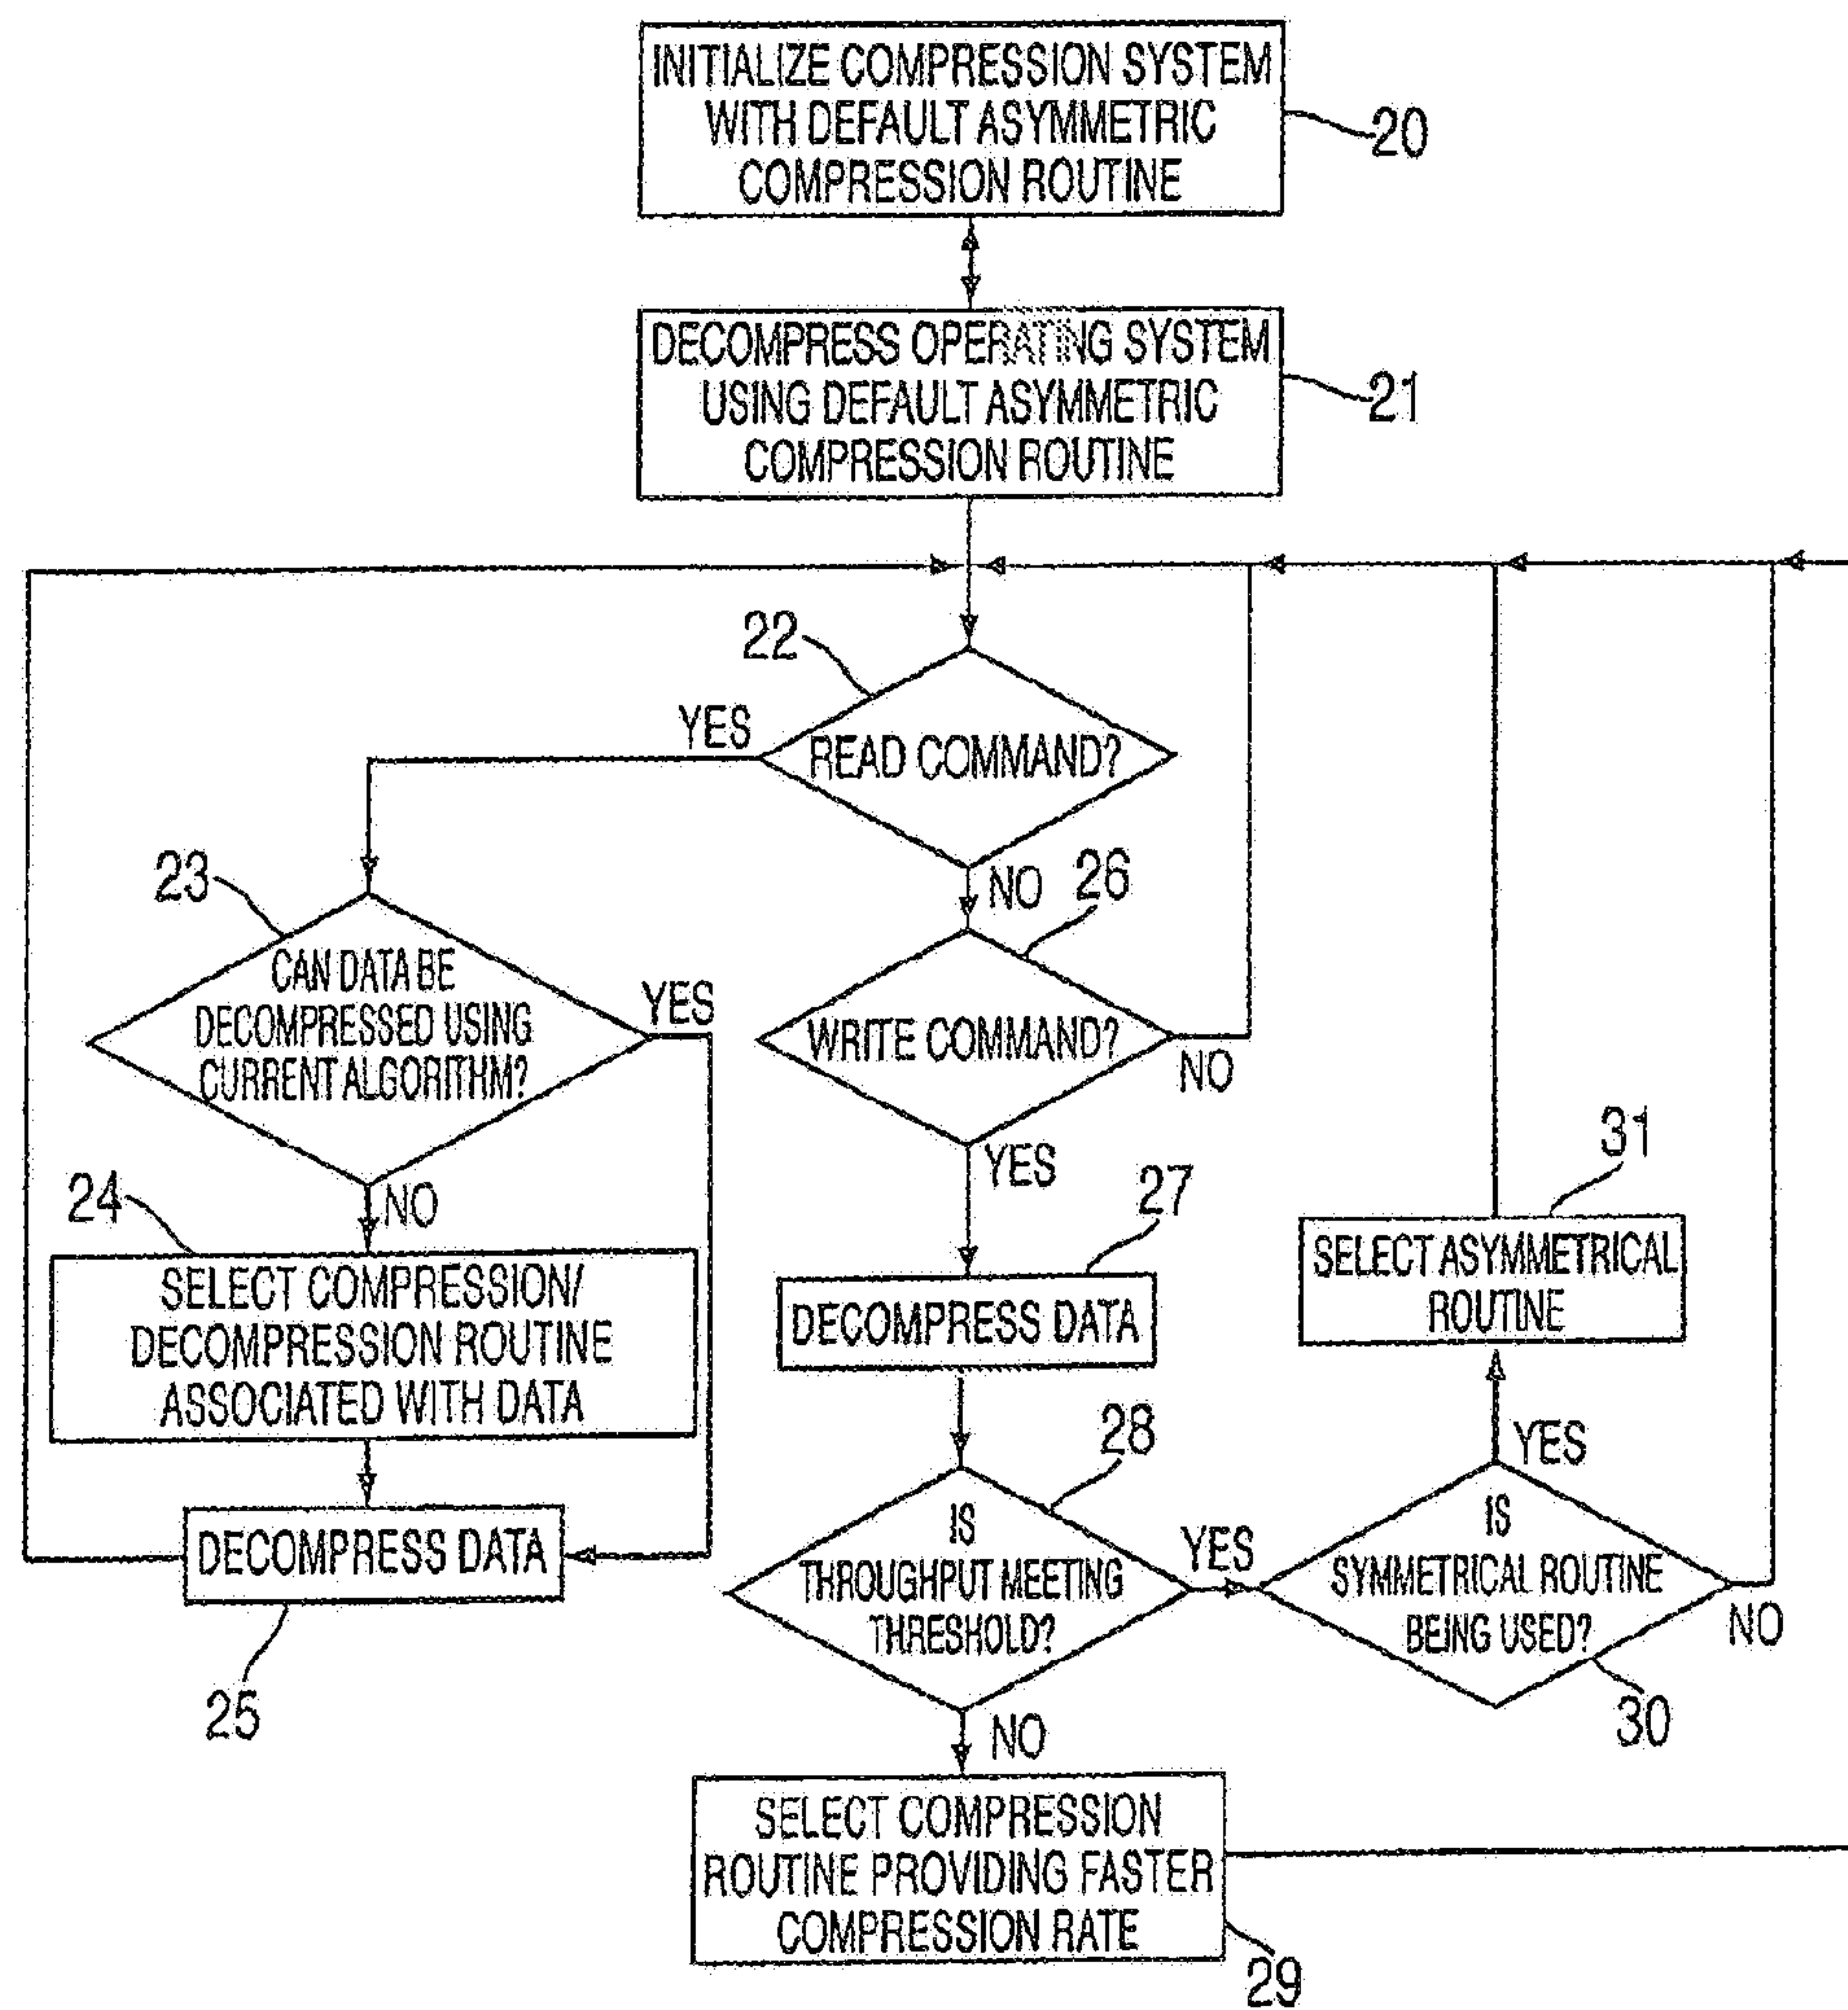 INITIALIZE COMPRESSION SYSTEM
WITH DEFAULT ASYMMETRIC
COMPRESSION ROUTINE
20
DECOMPRESS OPERATING SYSTEM
USING DEFAULT ASYMMETRIC
COMPRESSION ROUTINE
21
22
YES
READ COMMAND?
NO
23
CAN DATA BE
DECOMPRESSED USING
CURRENT ALGORITHM?
YES
NO
24
SELECT COMPRESSION/
DECOMPRESSION ROUTINE
ASSOCIATED WITH DATA
DECOMPRESS DATA
25
26
WRITE COMMAND?
NO
YES
27
DECOMPRESS DATA
28
IS
THROUGHPUT MEETING
THRESHOLD?
YES
NO
SELECT COMPRESSION
ROUTINE PROVIDING FASTER
COMPRESSION RATE
29
31
SELECT ASYMMETRICAL
ROUTINE
YES
IS
SYMMETRICAL ROUTINE
BEING USED?
NO
30